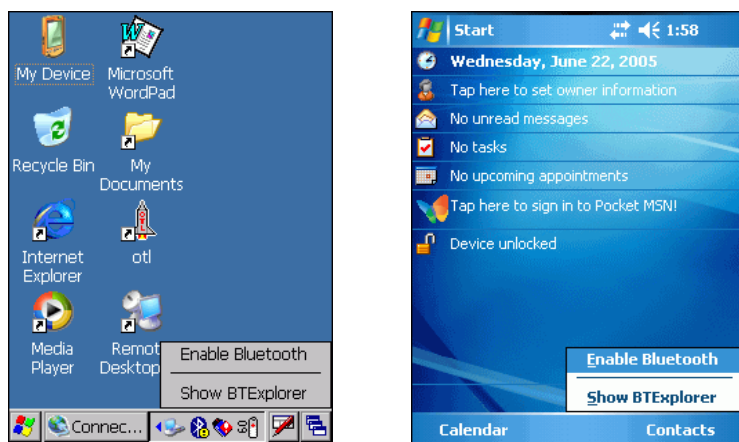 My Device
Microsoft
WordPad
Recycle Bin
My
Documents
Internet
Explorer
otl
Media
Player
Remot
Desktop
Enable Bluetooth
Show BTExplorer
Connec...
Start
1:58
Wednesday, June 22, 2005
Tap here to set owner information
No unread messages
No tasks
No upcoming appointments
Tap here to sign in to Pocket MSN!
Device unlocked
Enable Bluetooth
Show BTExplorer
Calendar
Contacts